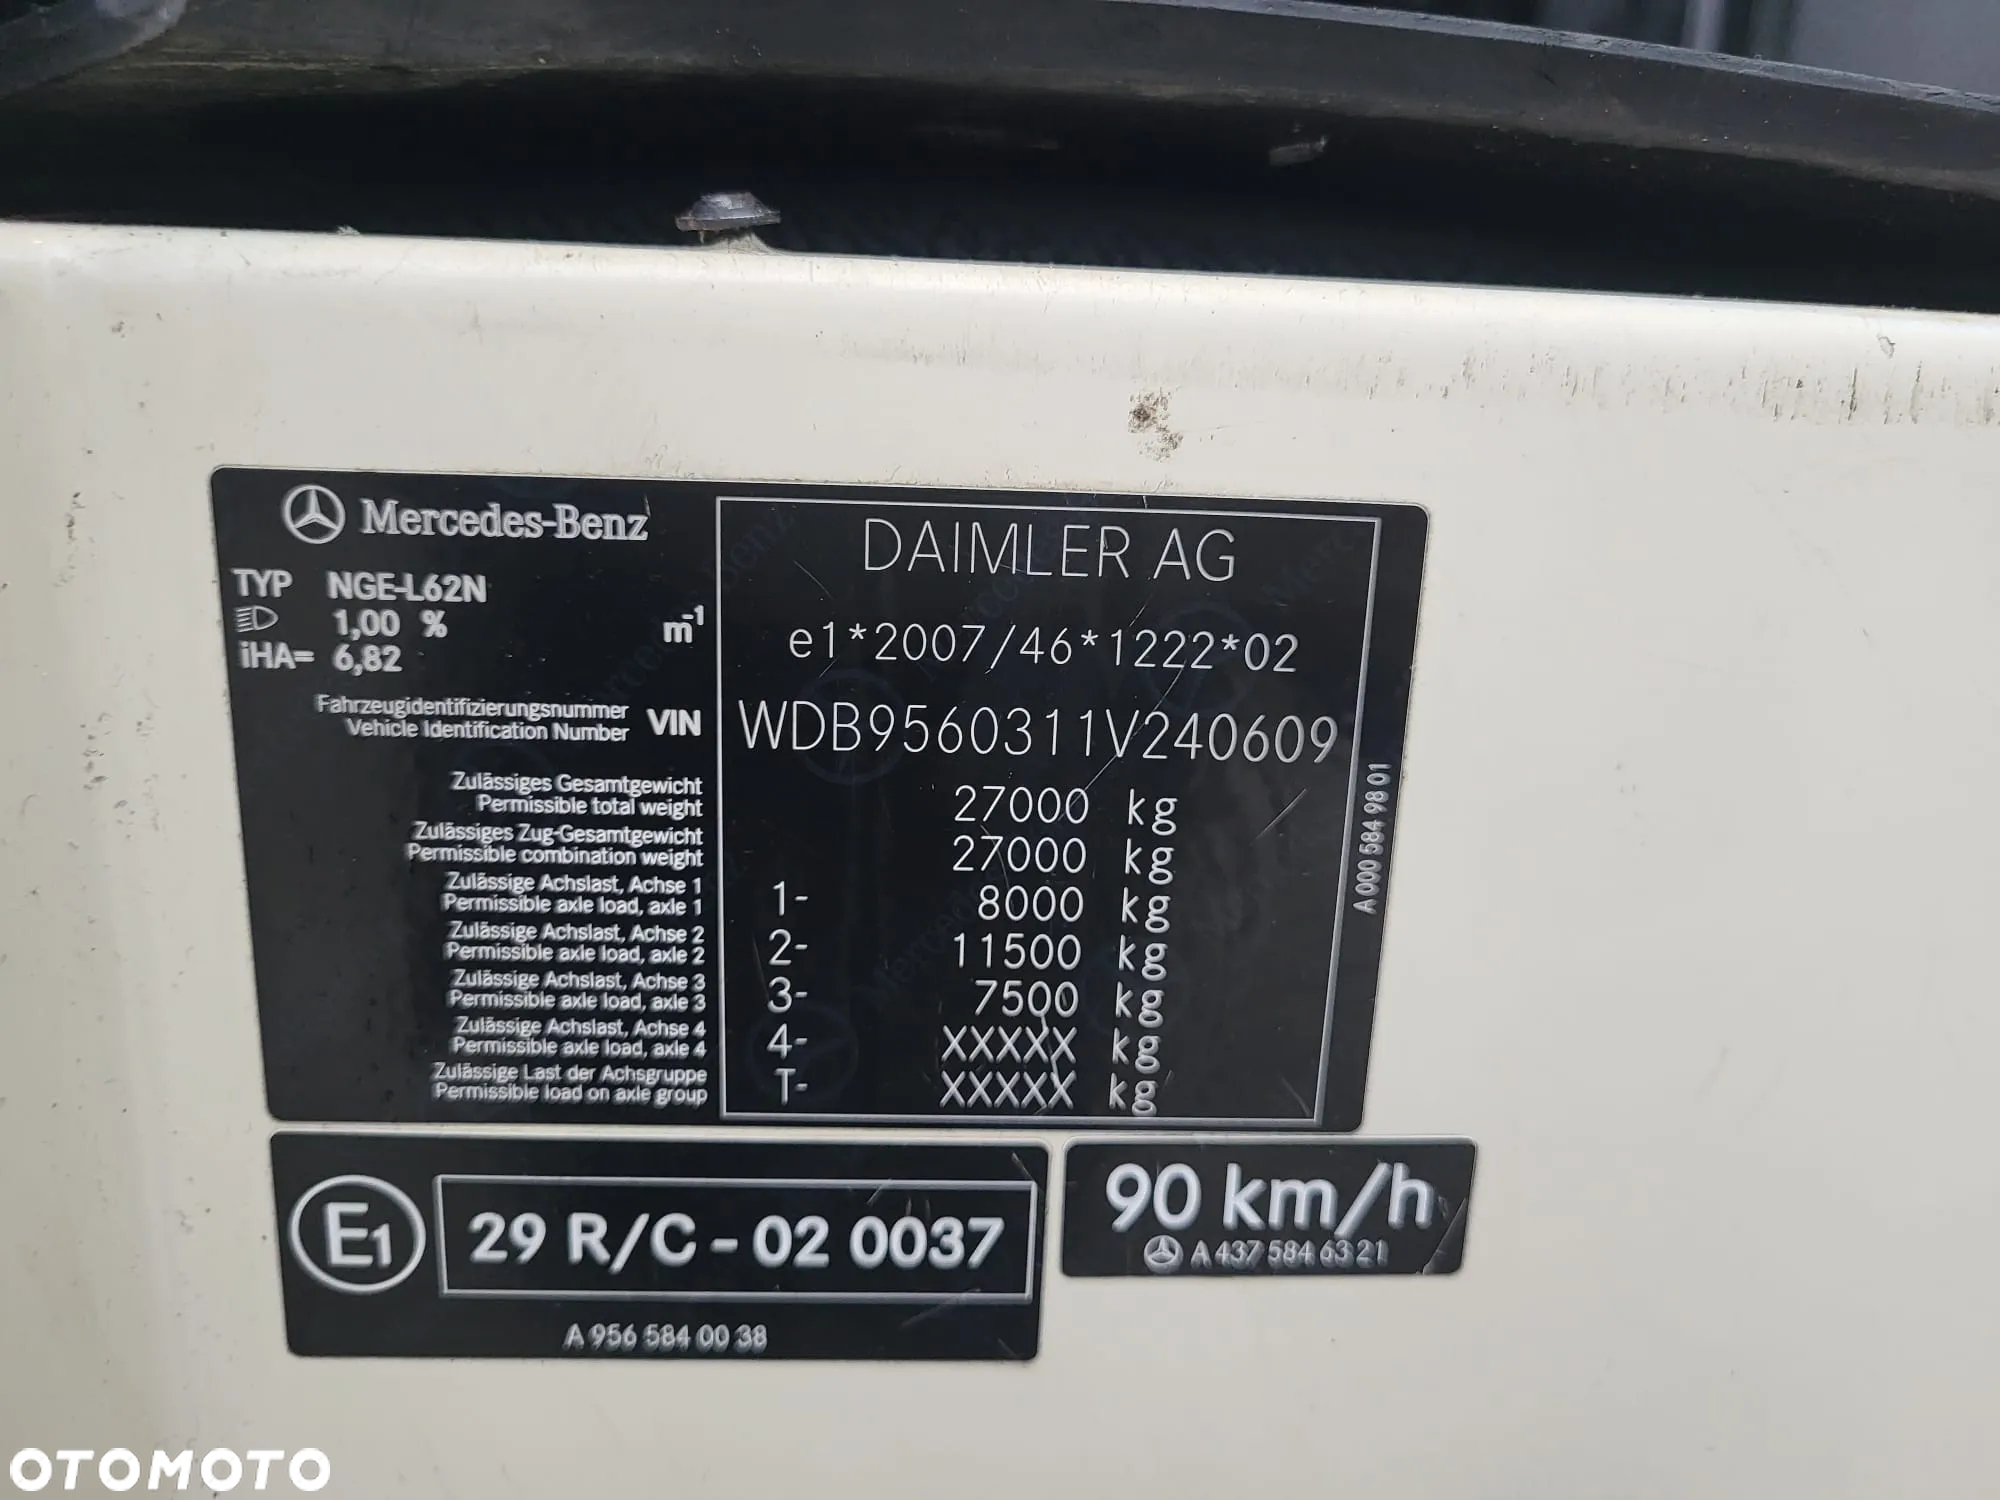 Mercedes-Benz
TYP NGE-L62N
1,00 % m-1
iHA= 6,82
DAIMLER AG
e1*2007/46*1222*02
Fahrzeugidentifizierungsnummer
Vehicle Identification Number
VIN WDB9560311V240609
Zulässiges Gesamtgewicht
Permissible total weight
27000 kg
Zulässiges Zug-Gesamtgewicht
Permissible combination weight
27000 kg
Zulässige Achslast, Achse 1
Permissible axle load, axle 1
1- 8000 kg
Zulässige Achslast, Achse 2
Permissible axle load, axle 2
2- 11500 kg
Zulässige Achslast, Achse 3
Permissible axle load, axle 3
3- 7500 kg
Zulässige Achslast, Achse 4
Permissible axle load, axle 4
4- XXXXX kg
Zulässige Last der Achsgruppe
Permissible load on axle group
T- XXXXX kg
A 000 584 98 01
E1
29 R/C - 02 0037
A 956 584 00 38
90 km/h
A 437 584 63 21
OTOMOTO